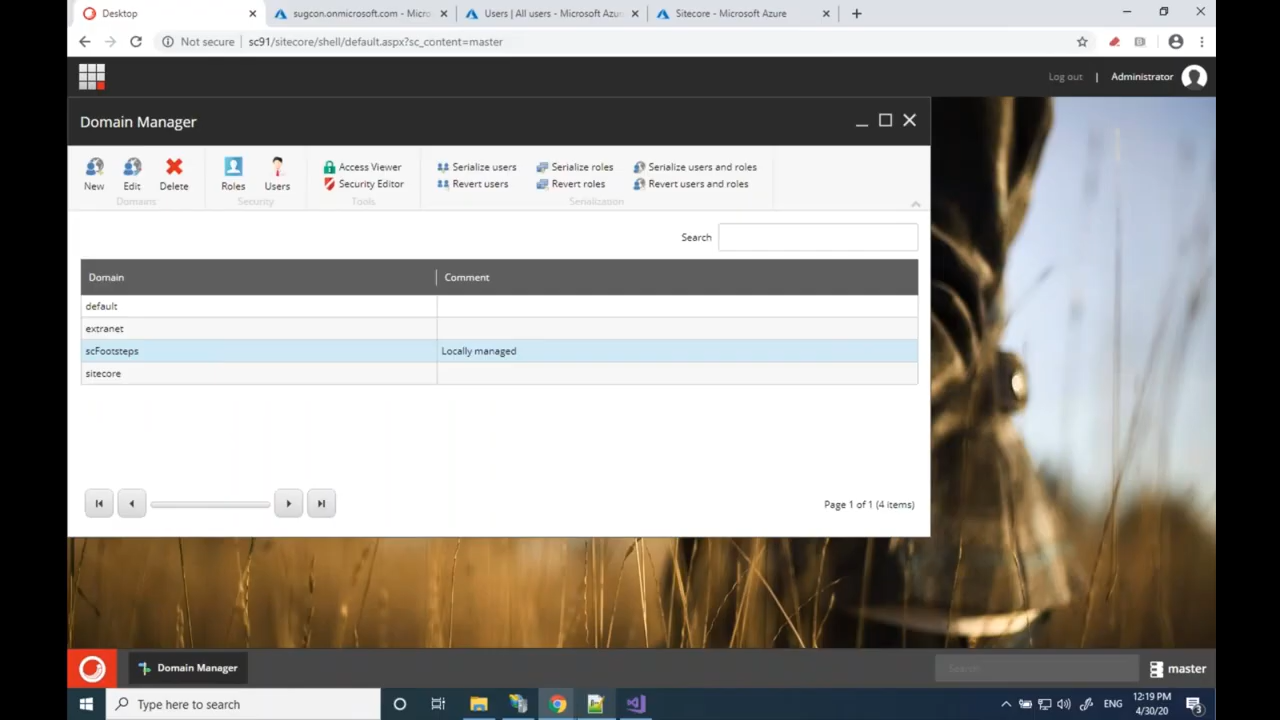 Desktop
sugcon.onmicrosoft.com - Micro
Users | All users - Microsoft Azu
Sitecore - Microsoft Azure
Not secure
sc91/sitecore/shell/default.aspx?sc_content=master
Log out | Administrator
Domain Manager
New
Edit
Delete
Domains
Roles
Users
Security
Access Viewer
Security Editor
Tools
Serialize users
Revert users
Serialize roles
Revert roles
Serialize users and roles
Revert users and roles
Serialization
Search
Domain Comment
default
extranet
scFootsteps Locally managed
sitecore
Page 1 of 1 (4 items)
Domain Manager
Search
master
Type here to search
ENG
12:19 PM
4/30/20
3